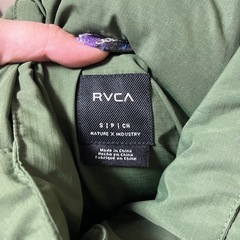 RVCA
S | P | CH
NATURE X INDUSTRY
Made in China
Hecho en China
Fabriqué en Chine